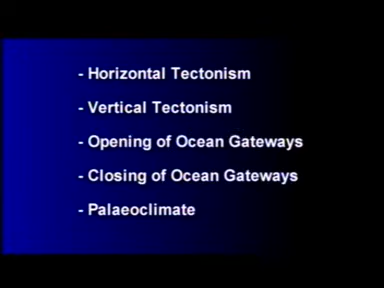 - Horizontal Tectonism
- Vertical Tectonism
- Opening of Ocean Gateways
- Closing of Ocean Gateways
- Palaeoclimate